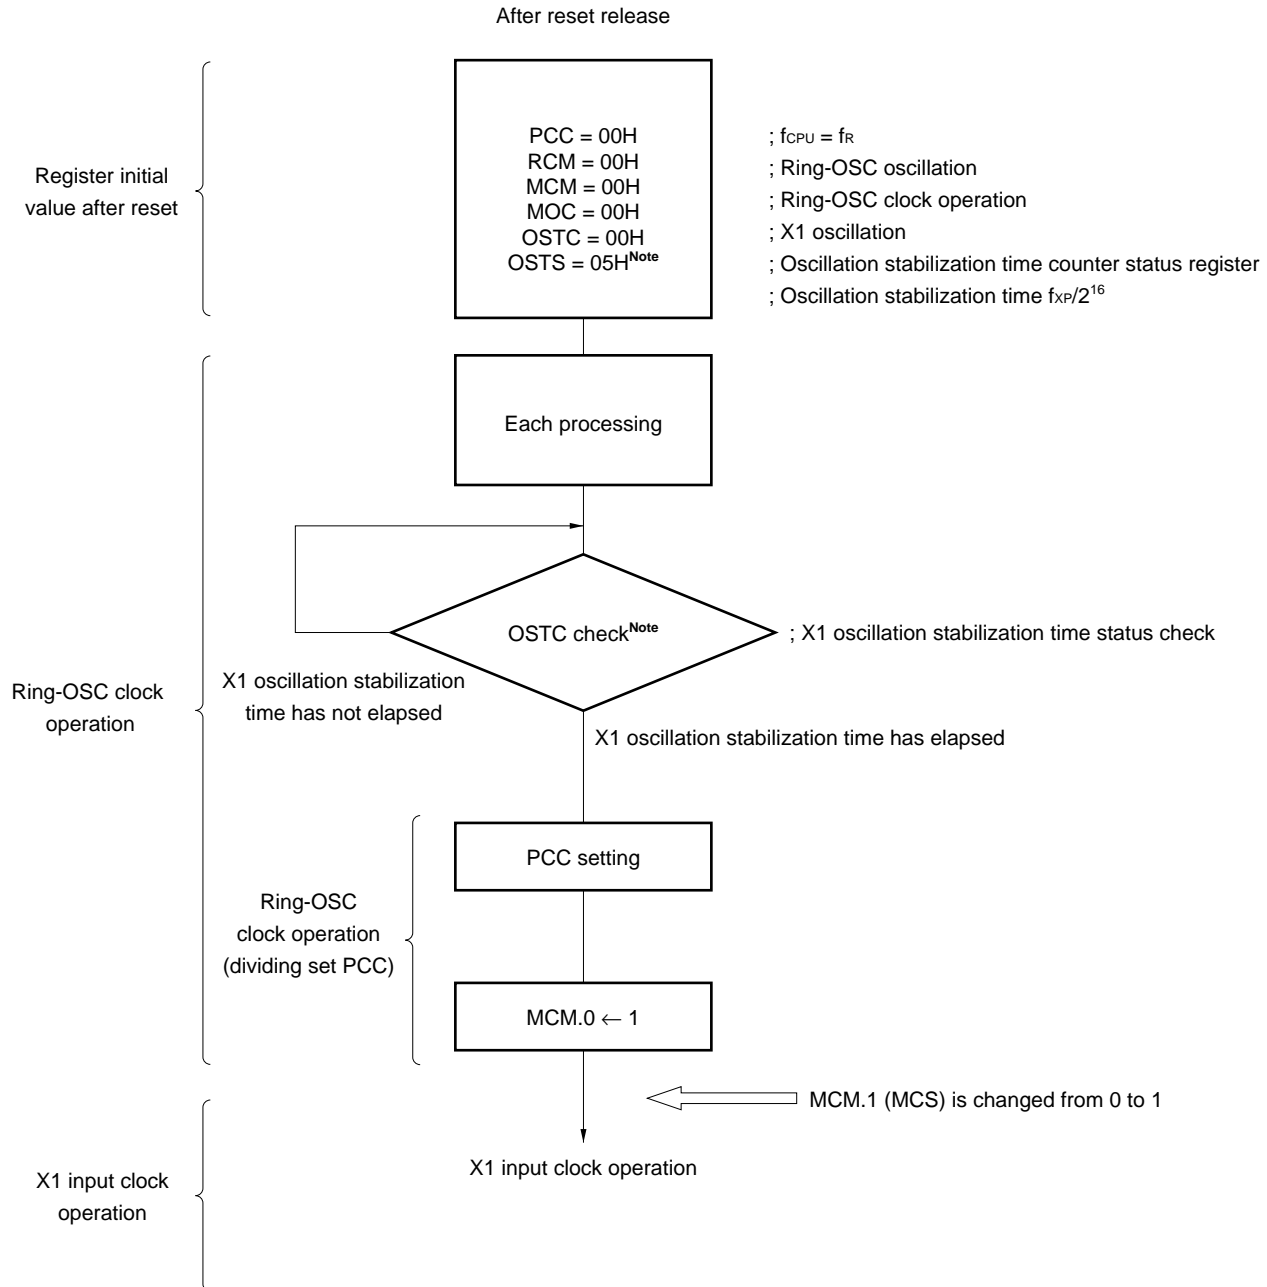 After reset release
Register initial
value after reset
PCC = 00H
RCM = 00H
MCM = 00H
MOC = 00H
OSTC = 00H
OSTS = 05HNote
; fCPU = fR
; Ring-OSC oscillation
; Ring-OSC clock operation
; X1 oscillation
; Oscillation stabilization time counter status register
; Oscillation stabilization time fXP/2^16
Each processing
OSTC checkNote
; X1 oscillation stabilization time status check
X1 oscillation stabilization
time has not elapsed
Ring-OSC clock
operation
X1 oscillation stabilization time has elapsed
PCC setting
Ring-OSC
clock operation
(dividing set PCC)
MCM.0 ← 1
MCM.1 (MCS) is changed from 0 to 1
X1 input clock operation
X1 input clock
operation